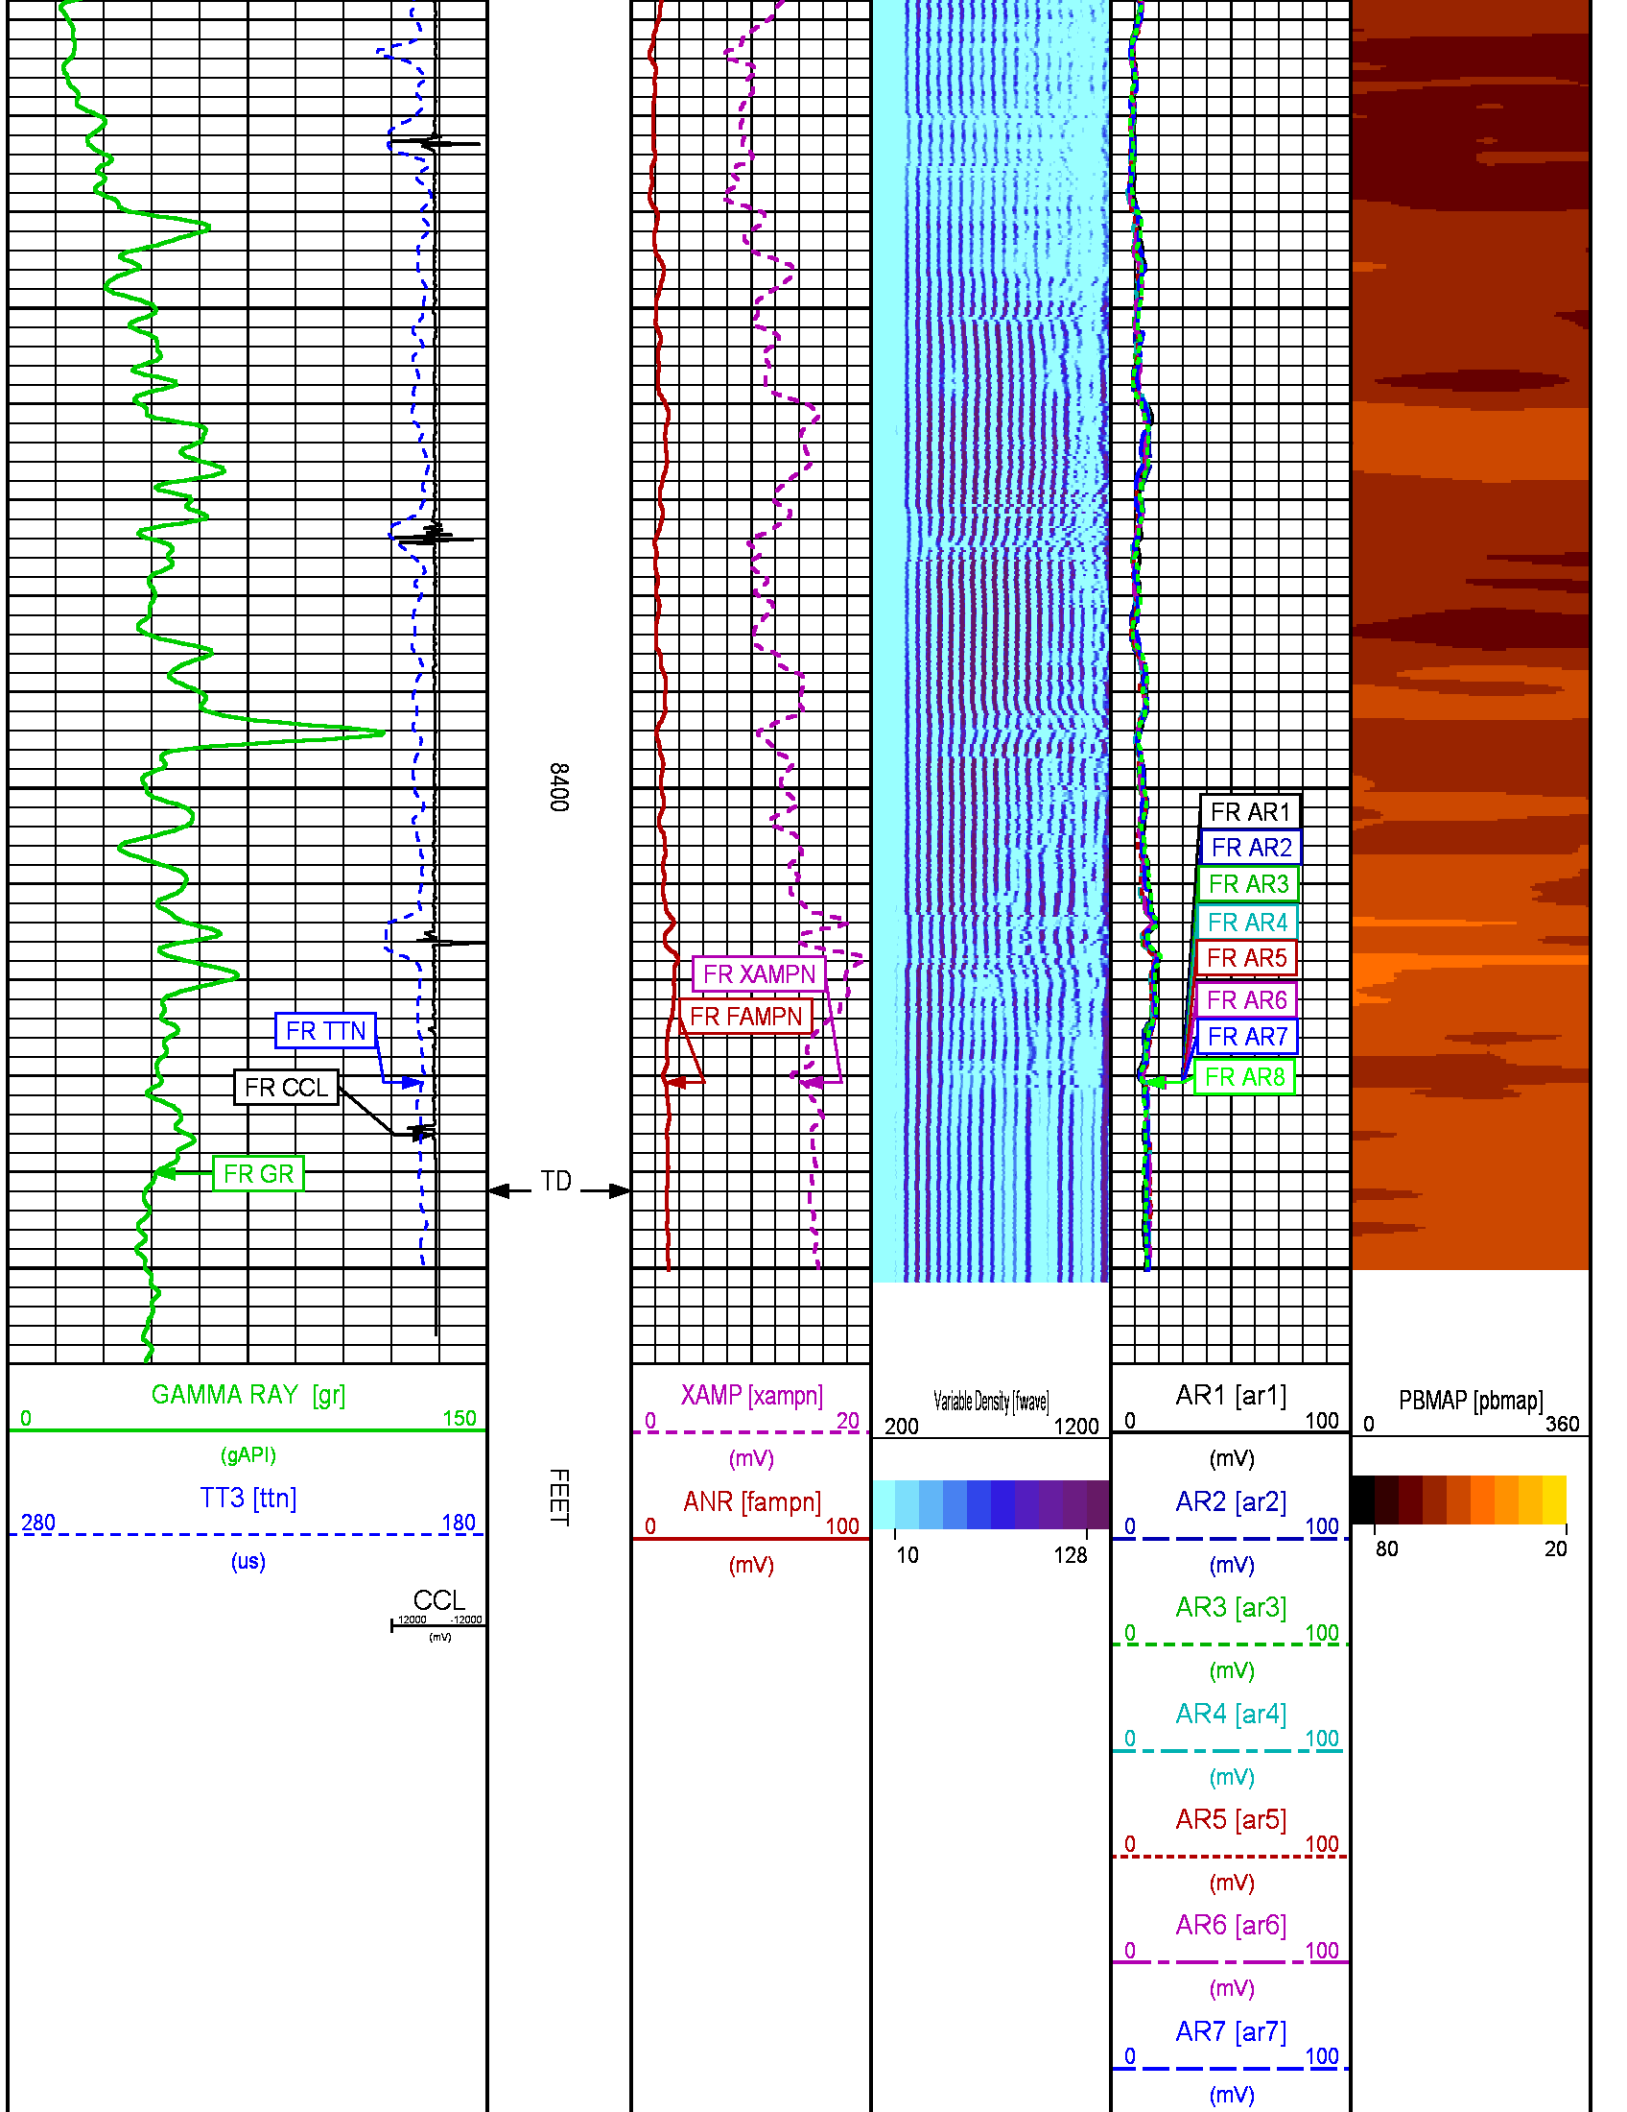 8400
FR AR1
FR AR2
FR AR3
FR AR4
FR AR5
FR AR6
FR AR7
FR AR8
FR XAMPN
FR FAMPN
FR TTN
FR CCL
FR GR
TD
GAMMA RAY [gr]
0 150
(gAPI)
TT3 [ttn]
280 180
(us)
CCL
12000 -12000
(mV)
FEET
XAMP [xampn]
0 20
(mV)
ANR [fampn]
0 100
(mV)
Variable Density [fwave]
200 1200
10 128
AR1 [ar1]
0 100
(mV)
AR2 [ar2]
0 100
(mV)
AR3 [ar3]
0 100
(mV)
AR4 [ar4]
0 100
(mV)
AR5 [ar5]
0 100
(mV)
AR6 [ar6]
0 100
(mV)
AR7 [ar7]
0 100
(mV)
PBMAP [pbmap]
0 360
80 20